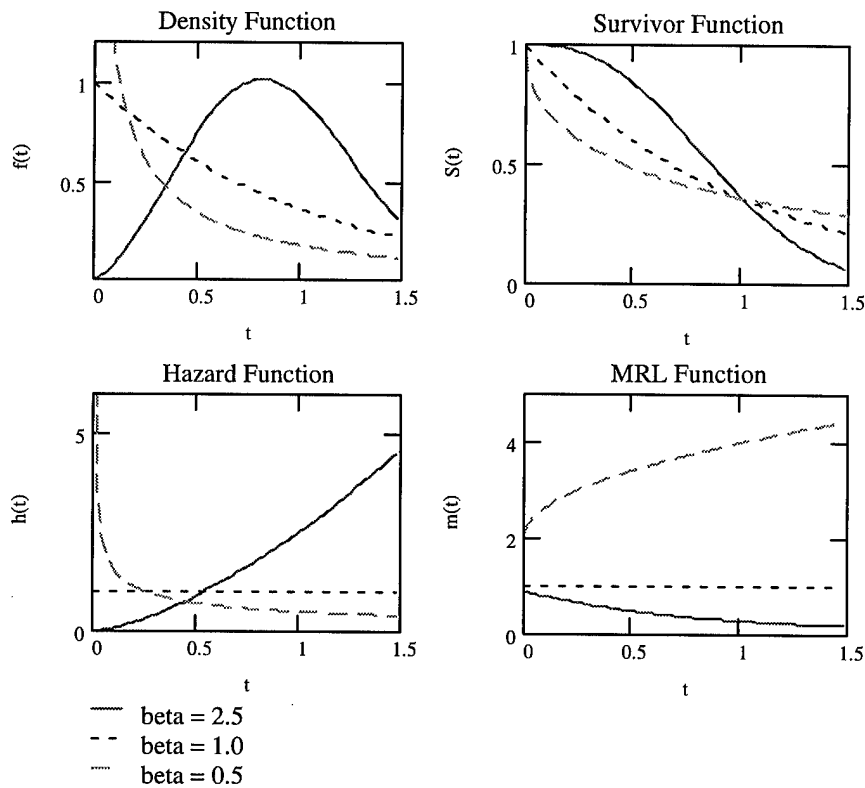 Density Function
1
0.5
f(t)
0 0.5 1 1.5
t
Survivor Function
1
0.5
0
S(t)
0 0.5 1 1.5
t
Hazard Function
5
0
h(t)
0 0.5 1 1.5
t
MRL Function
4
2
0
m(t)
0 0.5 1 1.5
t
beta = 2.5
beta = 1.0
beta = 0.5